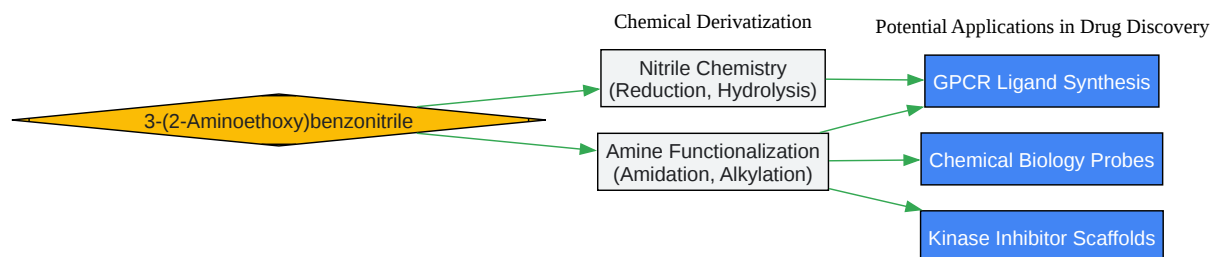 Chemical Derivatization
Potential Applications in Drug Discovery
3-(2-Aminoethoxy)benzonitrile
Nitrile Chemistry
(Reduction, Hydrolysis)
Amine Functionalization
(Amidation, Alkylation)
GPCR Ligand Synthesis
Chemical Biology Probes
Kinase Inhibitor Scaffolds